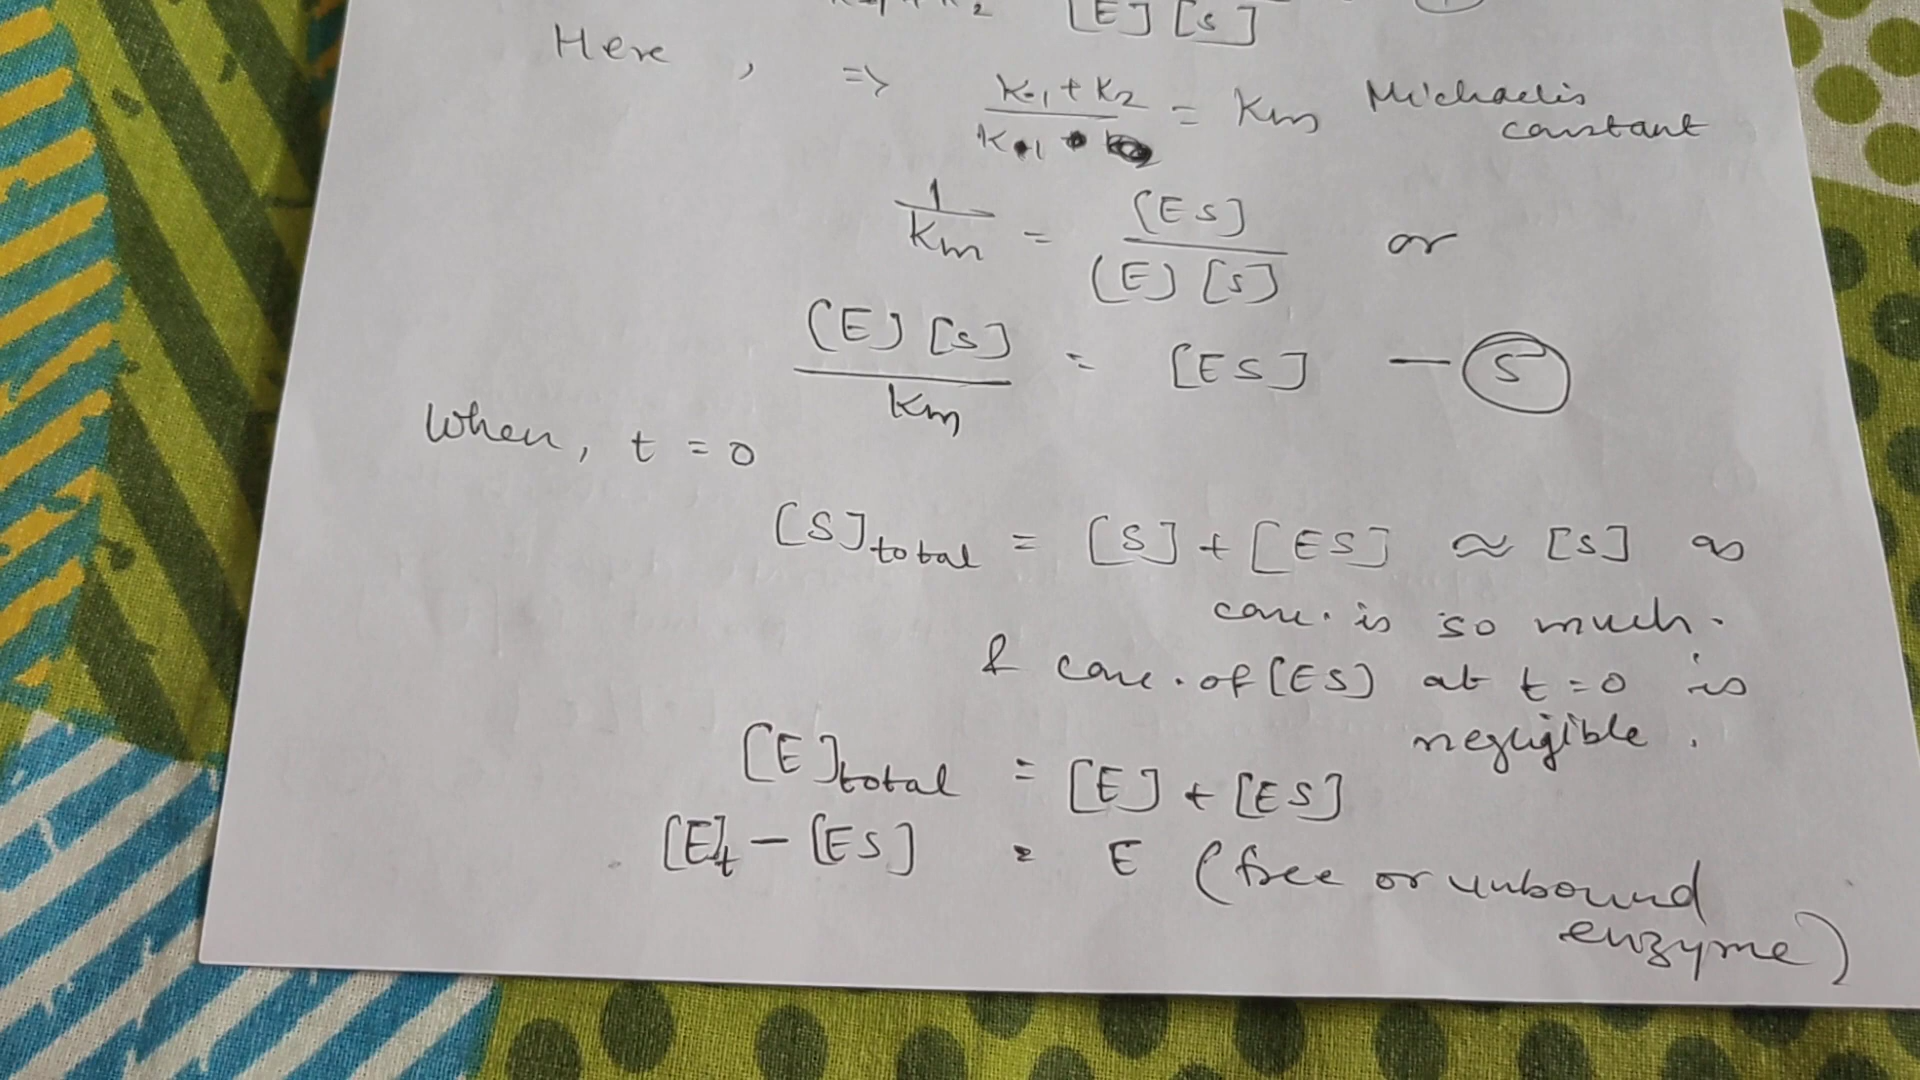 [E] [S]
Here , => K-1 + K2 / K1 = Km Michaelis
constant
1 / Km = [ES] / [E] [S] or
[E] [S] / Km = [ES] — 5
When, t = 0
[S]total = [S] + [ES] ≈ [S] as
conc. is so much.
& conc. of [ES] at t = 0 is
negligible.
[E]total = [E] + [ES]
[E]t - [ES] = E (free or unbound
enzyme)